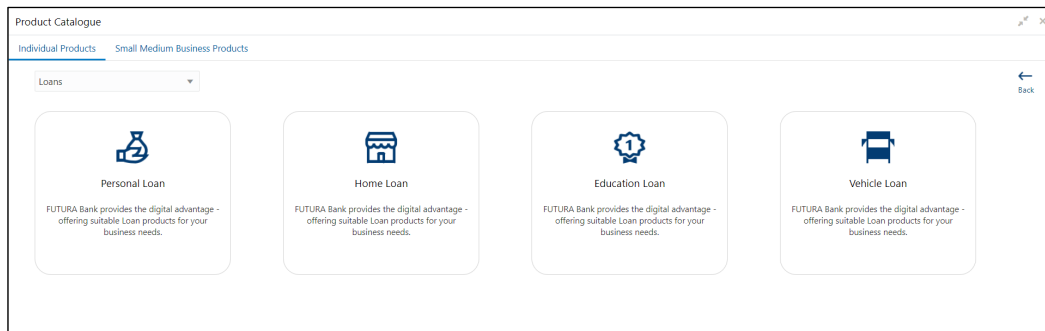 Product Catalogue
Individual Products Small Medium Business Products
Loans
Back
1
Personal Loan
FUTURA Bank provides the digital advantage -
offering suitable Loan products for your
business needs.
Home Loan
FUTURA Bank provides the digital advantage -
offering suitable Loan products for your
business needs.
Education Loan
FUTURA Bank provides the digital advantage -
offering suitable Loan products for your
business needs.
Vehicle Loan
FUTURA Bank provides the digital advantage -
offering suitable Loan products for your
business needs.